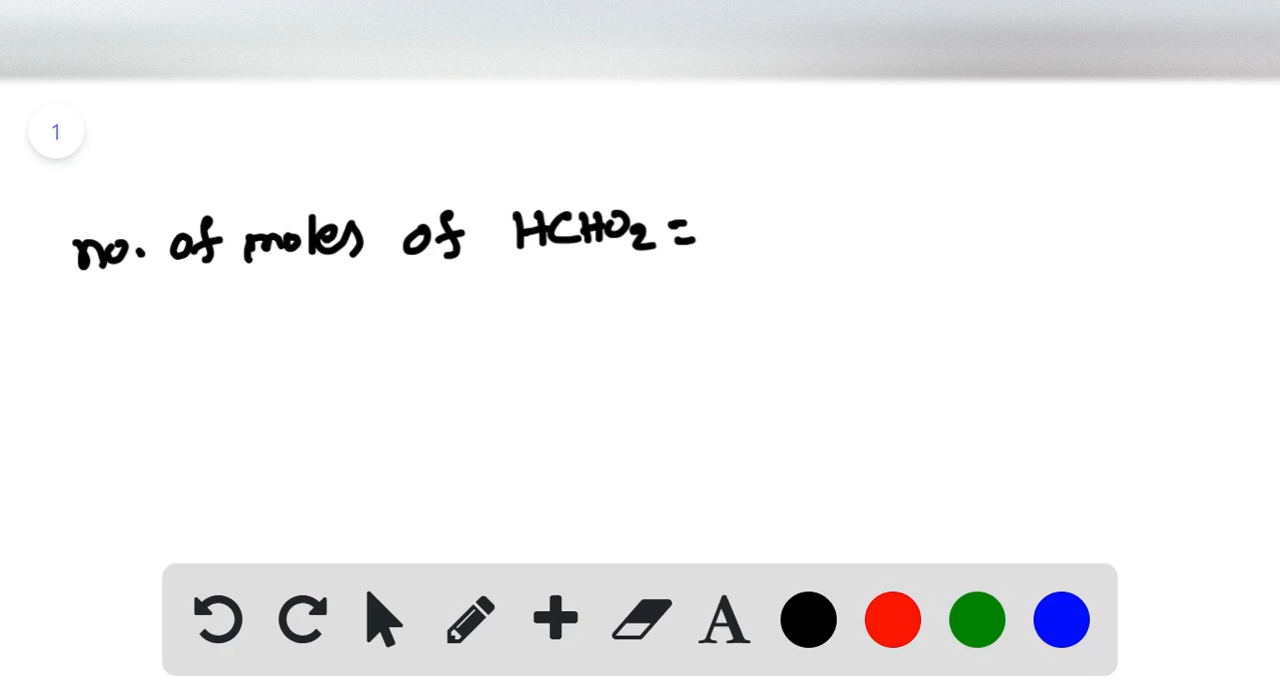 1
no. of moles of HCHO₂ =
A